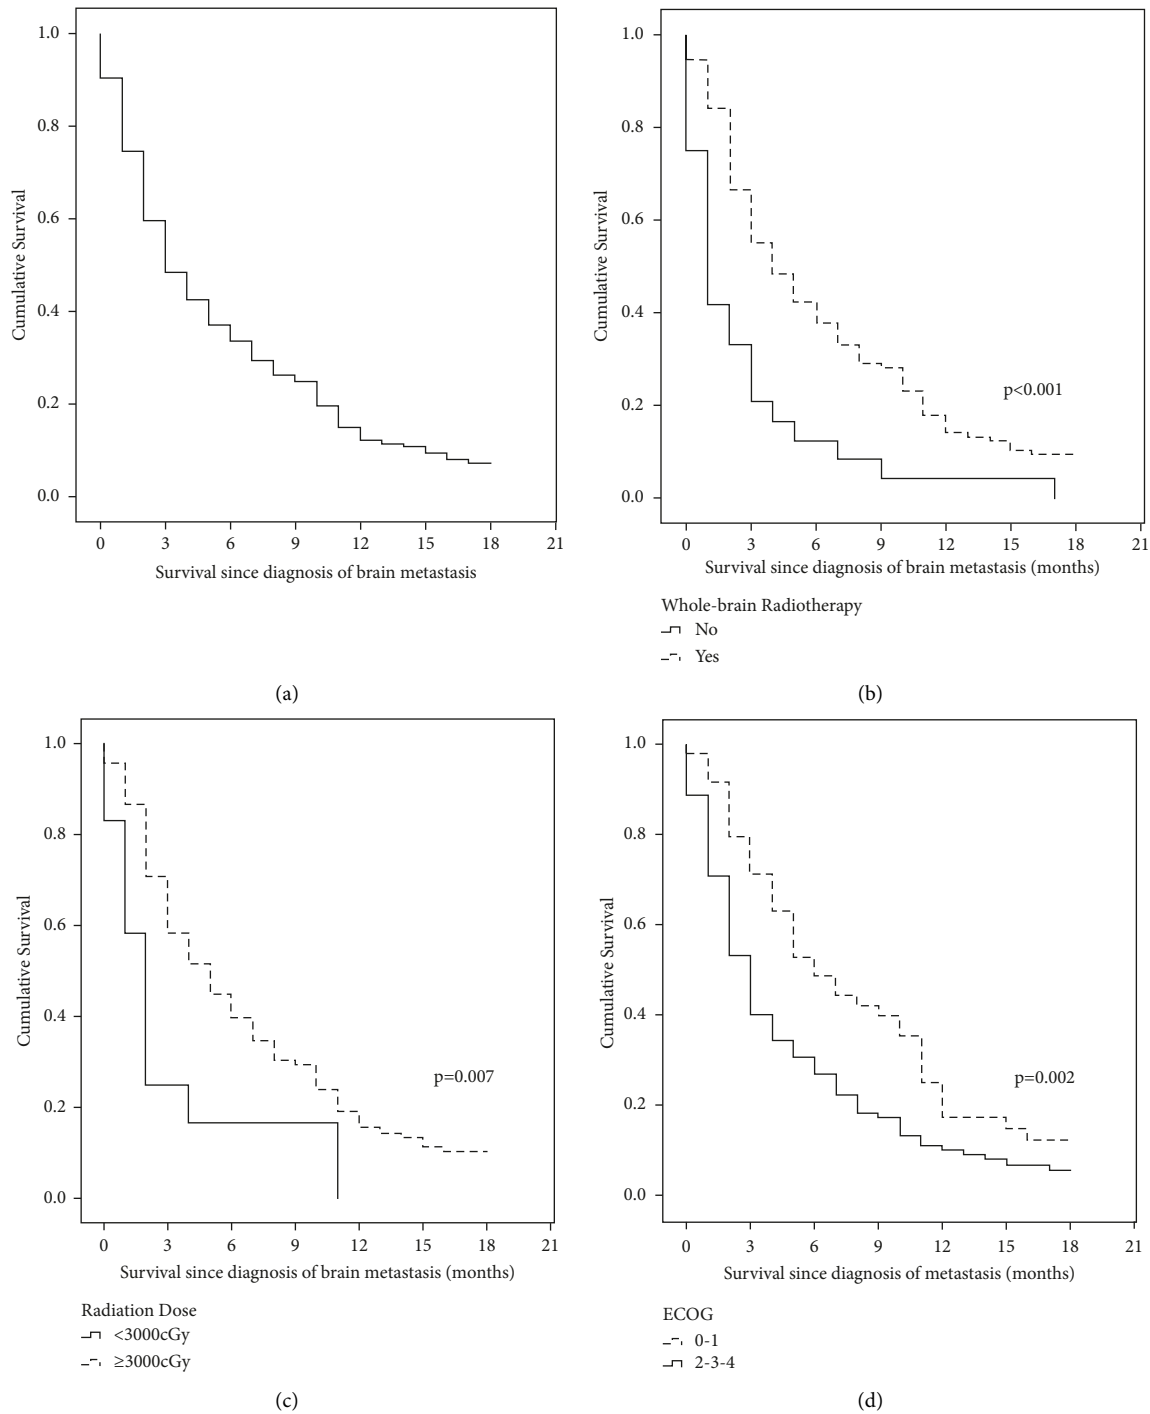 1.0
0.8
0.6
0.4
0.2
0.0
Cumulative Survival
0 3 6 9 12 15 18 21
Survival since diagnosis of brain metastasis
(a)
1.0
0.8
0.6
0.4
0.2
0.0
Cumulative Survival
p<0.001
0 3 6 9 12 15 18 21
Survival since diagnosis of brain metastasis (months)
Whole-brain Radiotherapy
No
Yes
(b)
1.0
0.8
0.6
0.4
0.2
0.0
Cumulative Survival
p=0.007
0 3 6 9 12 15 18 21
Survival since diagnosis of brain metastasis (months)
Radiation Dose
<3000cGy
≥3000cGy
(c)
1.0
0.8
0.6
0.4
0.2
0.0
Cumulative Survival
p=0.002
0 3 6 9 12 15 18 21
Survival since diagnosis of metastasis (months)
ECOG
0-1
2-3-4
(d)